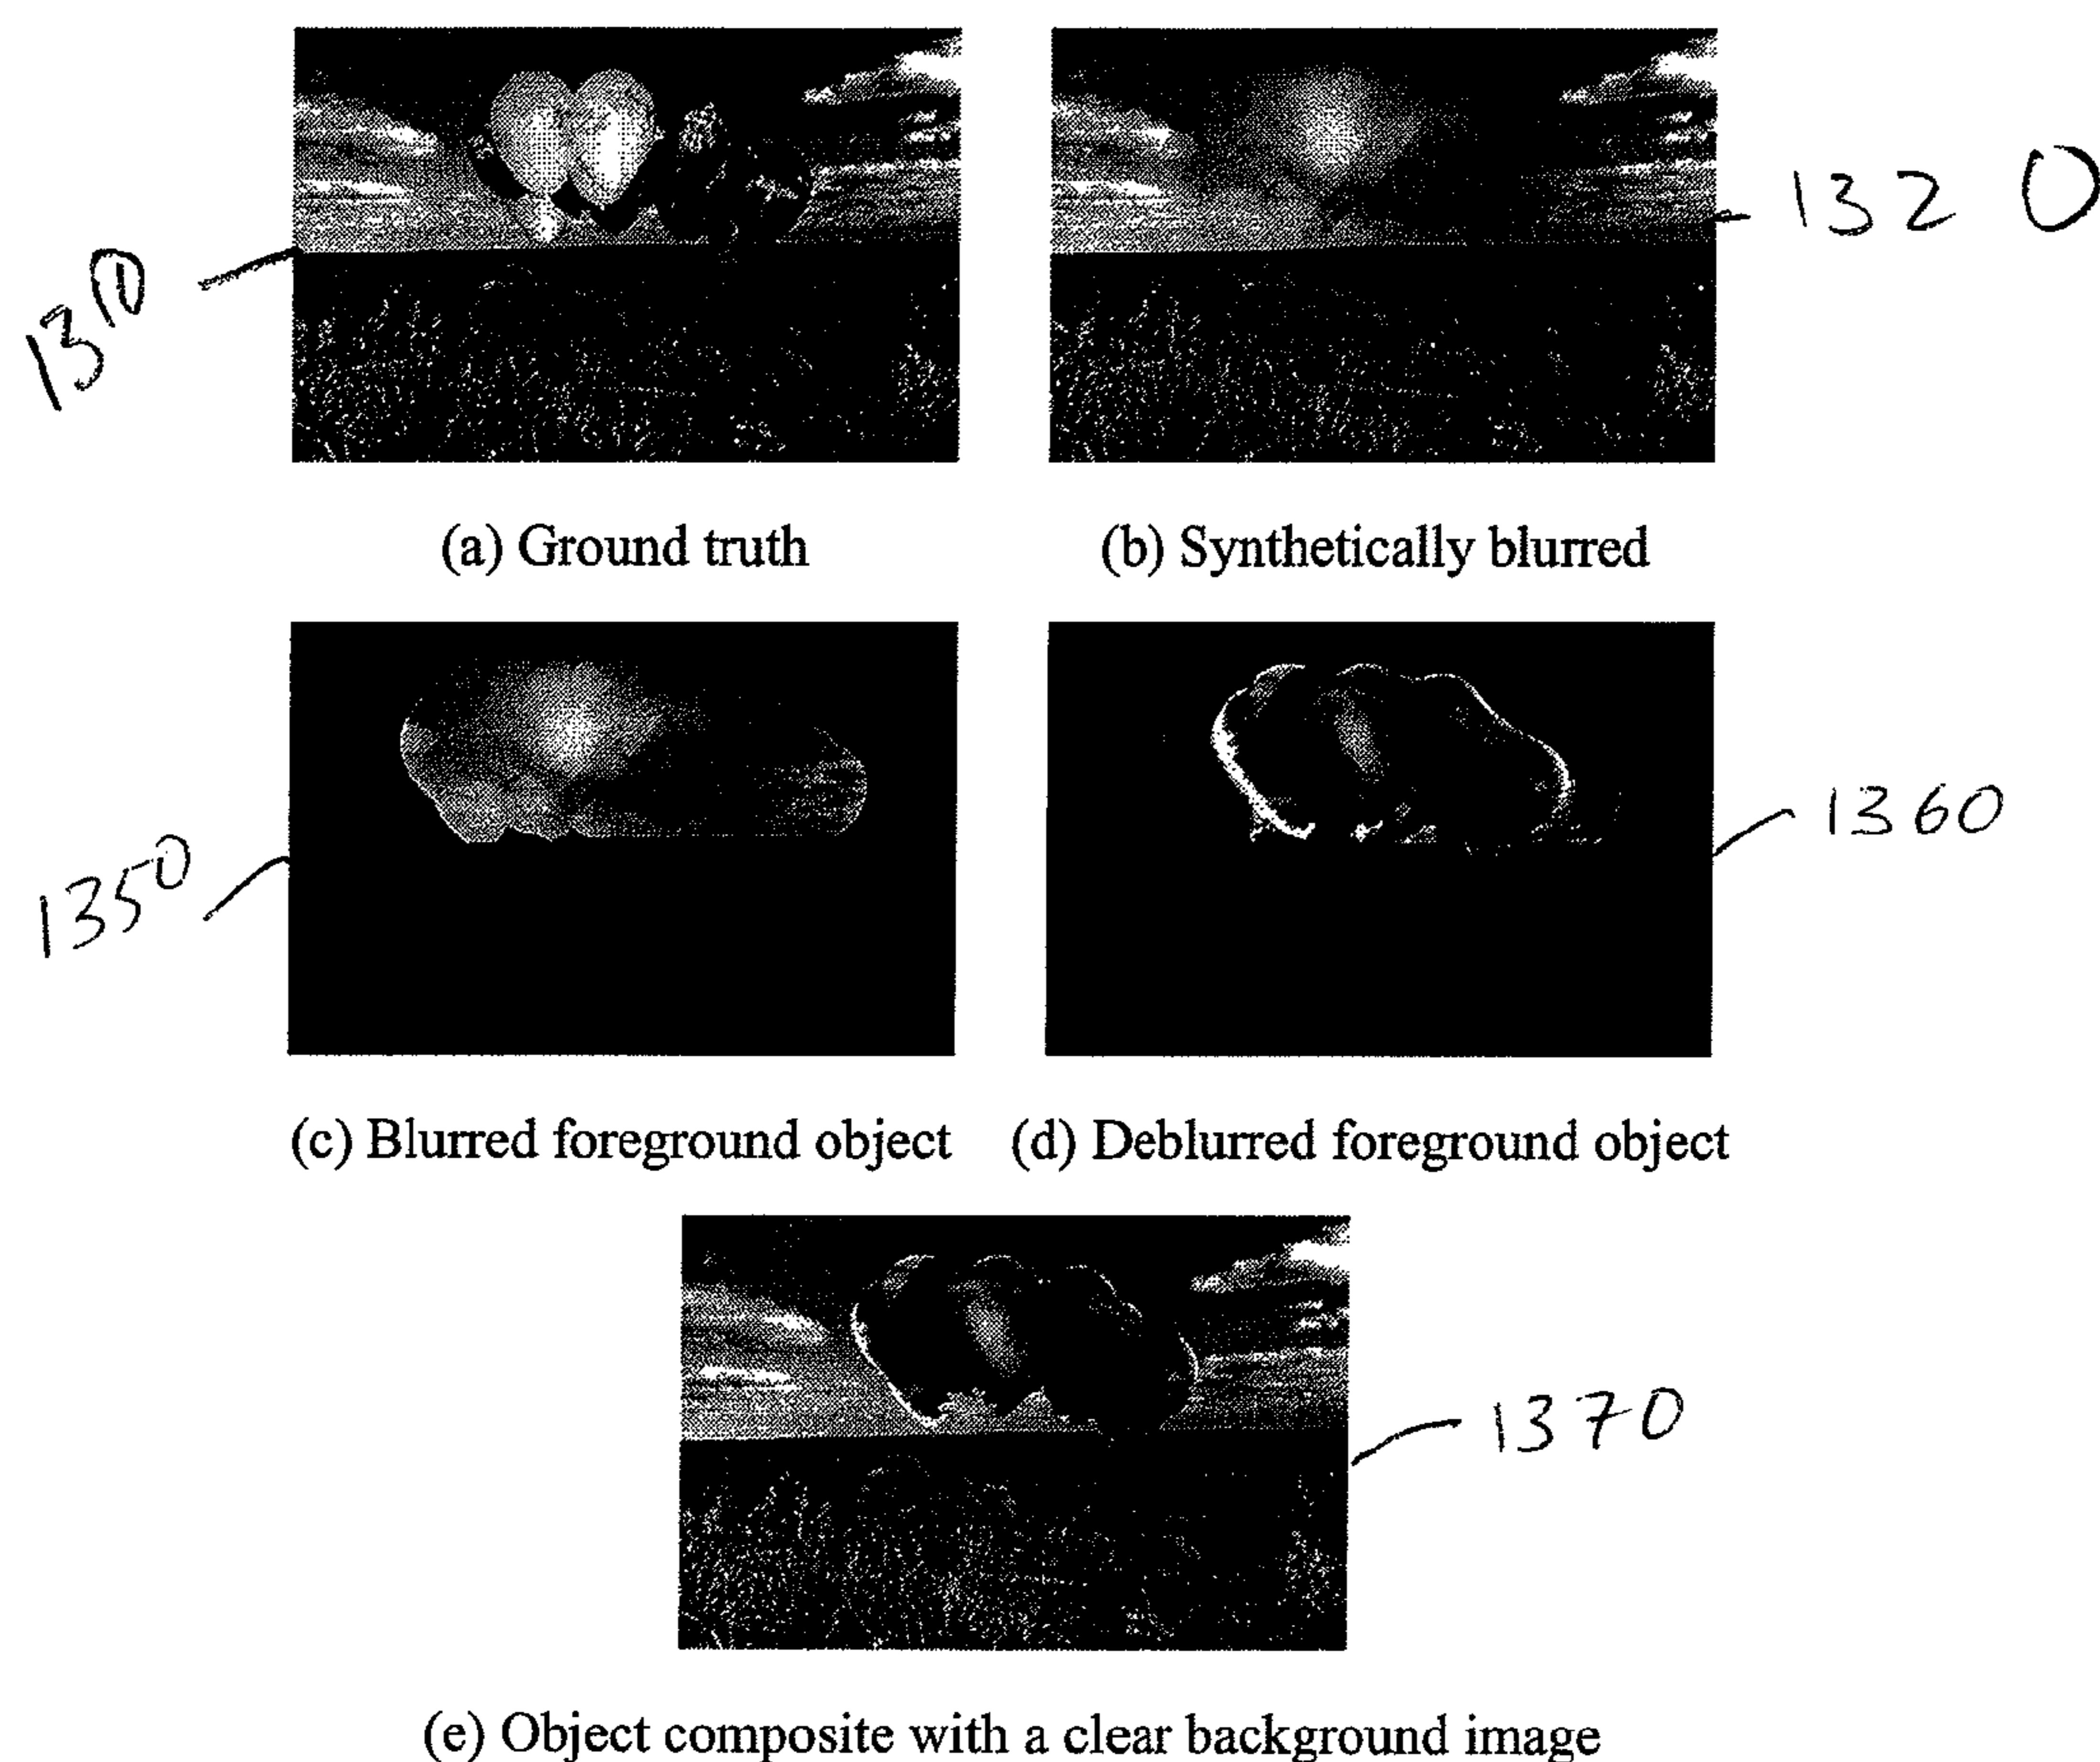 1310
1320
(a) Ground truth
(b) Synthetically blurred
1350
1360
(c) Blurred foreground object
(d) Deblurred foreground object
1370
(e) Object composite with a clear background image